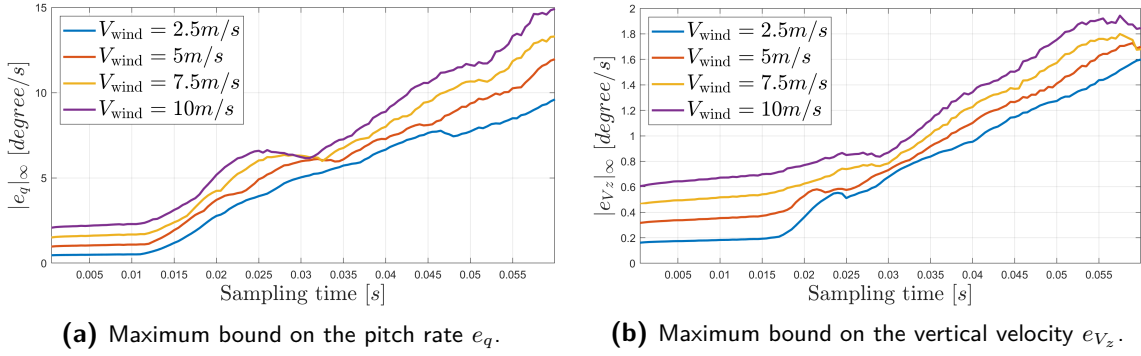 15
10
5
0
|e_q|_∞ [degree/s]
V_wind = 2.5m/s
V_wind = 5m/s
V_wind = 7.5m/s
V_wind = 10m/s
0.005 0.01 0.015 0.02 0.025 0.03 0.035 0.04 0.045 0.05 0.055
Sampling time [s]
(a) Maximum bound on the pitch rate e_q.
2
1.8
1.6
1.4
1.2
1
0.8
0.6
0.4
0.2
0
|e_{Vz}|_∞ [degree/s]
V_wind = 2.5m/s
V_wind = 5m/s
V_wind = 7.5m/s
V_wind = 10m/s
0.005 0.01 0.015 0.02 0.025 0.03 0.035 0.04 0.045 0.05 0.055
Sampling time [s]
(b) Maximum bound on the vertical velocity e_{V_z}.